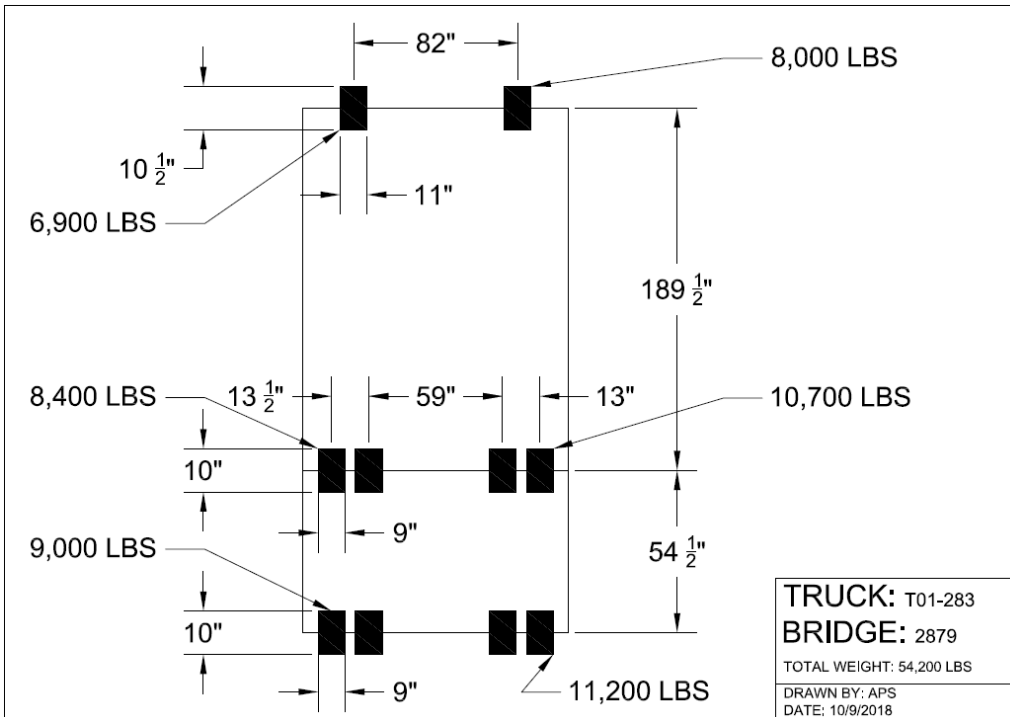 82"
8,000 LBS
10 1/2"
11"
6,900 LBS
189 1/2"
8,400 LBS
13 1/2"
59"
13"
10,700 LBS
10"
9"
54 1/2"
9,000 LBS
10"
9"
11,200 LBS
TRUCK: T01-283
BRIDGE: 2879
TOTAL WEIGHT: 54,200 LBS
DRAWN BY: APS
DATE: 10/9/2018